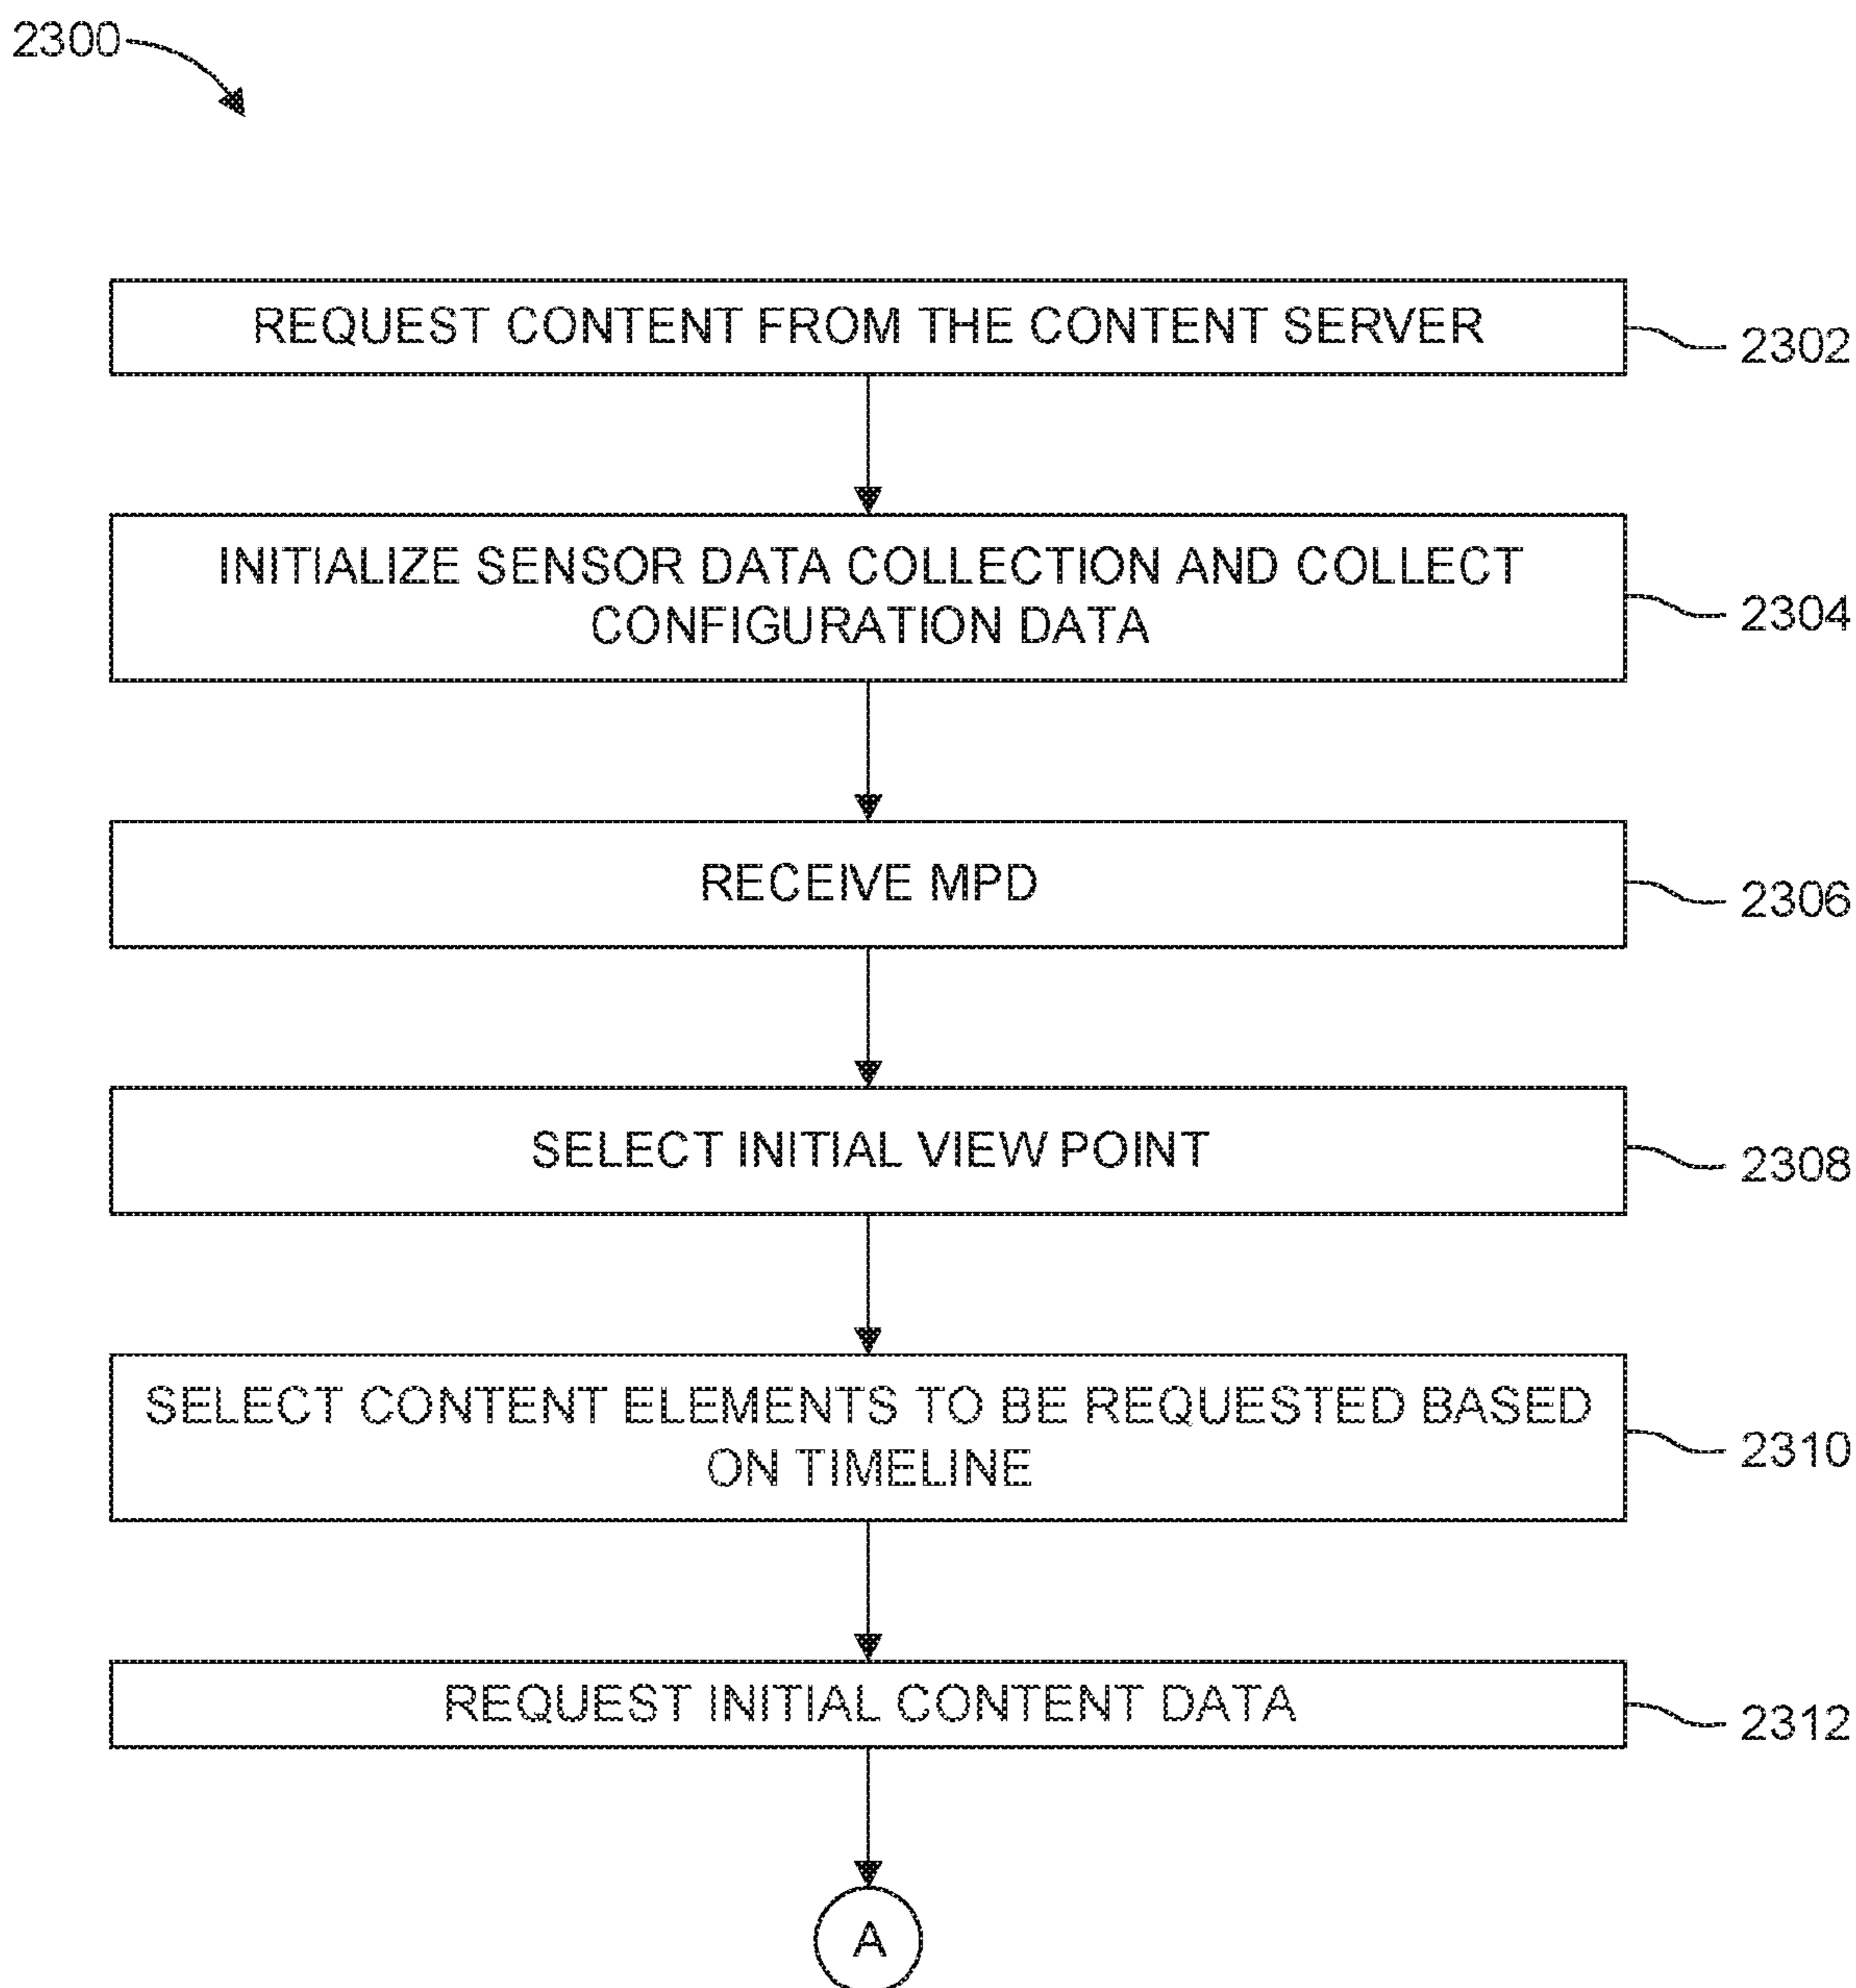 2300
REQUEST CONTENT FROM THE CONTENT SERVER
2302
INITIALIZE SENSOR DATA COLLECTION AND COLLECT
CONFIGURATION DATA
2304
RECEIVE MPD
2306
SELECT INITIAL VIEW POINT
2308
SELECT CONTENT ELEMENTS TO BE REQUESTED BASED
ON TIMELINE
2310
REQUEST INITIAL CONTENT DATA
2312
A